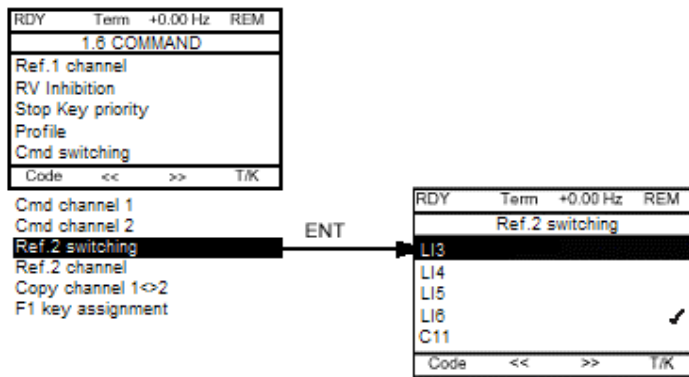 RDY Term +0.00 Hz REM
1.6 COMMAND
Ref.1 channel
RV Inhibition
Stop Key priority
Profile
Cmd switching
Code << >> T/K
Cmd channel 1
Cmd channel 2
Ref.2 switching
Ref.2 channel
Copy channel 1<>2
F1 key assignment
ENT
RDY Term +0.00 Hz REM
Ref.2 switching
LI3
LI4
LI5
LI6
C11
Code << >> T/K